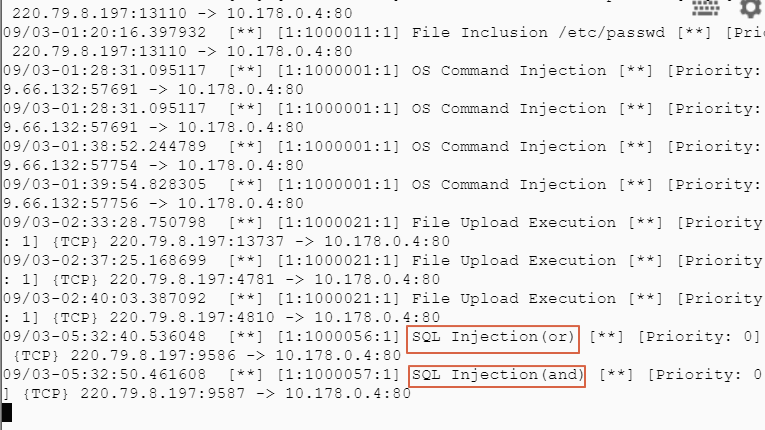 220.79.8.197:13110 -> 10.178.0.4:80
09/03-01:20:16.397932  [**] [1:1000011:1] File Inclusion /etc/passwd [**] [Pri
 220.79.8.197:13110 -> 10.178.0.4:80
09/03-01:28:31.095117  [**] [1:1000001:1] OS Command Injection [**] [Priority:
9.66.132:57691 -> 10.178.0.4:80
09/03-01:28:31.095117  [**] [1:1000001:1] OS Command Injection [**] [Priority:
9.66.132:57691 -> 10.178.0.4:80
09/03-01:38:52.244789  [**] [1:1000001:1] OS Command Injection [**] [Priority:
9.66.132:57754 -> 10.178.0.4:80
09/03-01:39:54.828305  [**] [1:1000001:1] OS Command Injection [**] [Priority:
9.66.132:57756 -> 10.178.0.4:80
09/03-02:33:28.750798  [**] [1:1000021:1] File Upload Execution [**] [Priority
: 1] {TCP} 220.79.8.197:13737 -> 10.178.0.4:80
09/03-02:37:25.168699  [**] [1:1000021:1] File Upload Execution [**] [Priority
: 1] {TCP} 220.79.8.197:4781 -> 10.178.0.4:80
09/03-02:40:03.387092  [**] [1:1000021:1] File Upload Execution [**] [Priority
: 1] {TCP} 220.79.8.197:4810 -> 10.178.0.4:80
09/03-05:32:40.536048  [**] [1:1000056:1] SQL Injection(or) [**] [Priority: 0]
 {TCP} 220.79.8.197:9586 -> 10.178.0.4:80
09/03-05:32:50.461608  [**] [1:1000057:1] SQL Injection(and) [**] [Priority: 0
] {TCP} 220.79.8.197:9587 -> 10.178.0.4:80